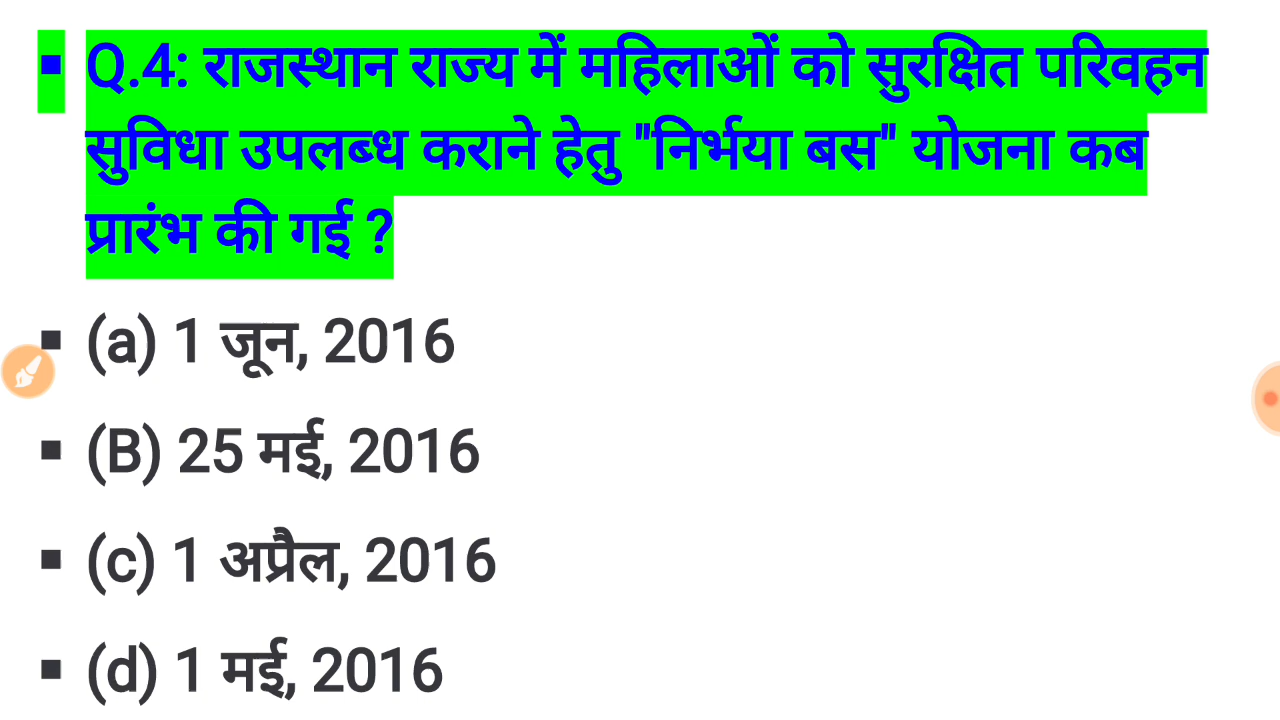 Q.4: राजस्थान राज्य में महिलाओं को सुरक्षित परिवहन
सुविधा उपलब्ध कराने हेतु "निर्भया बस" योजना कब
प्रारंभ की गई ?
(a) 1 जून, 2016
(B) 25 मई, 2016
(c) 1 अप्रैल, 2016
(d) 1 मई, 2016